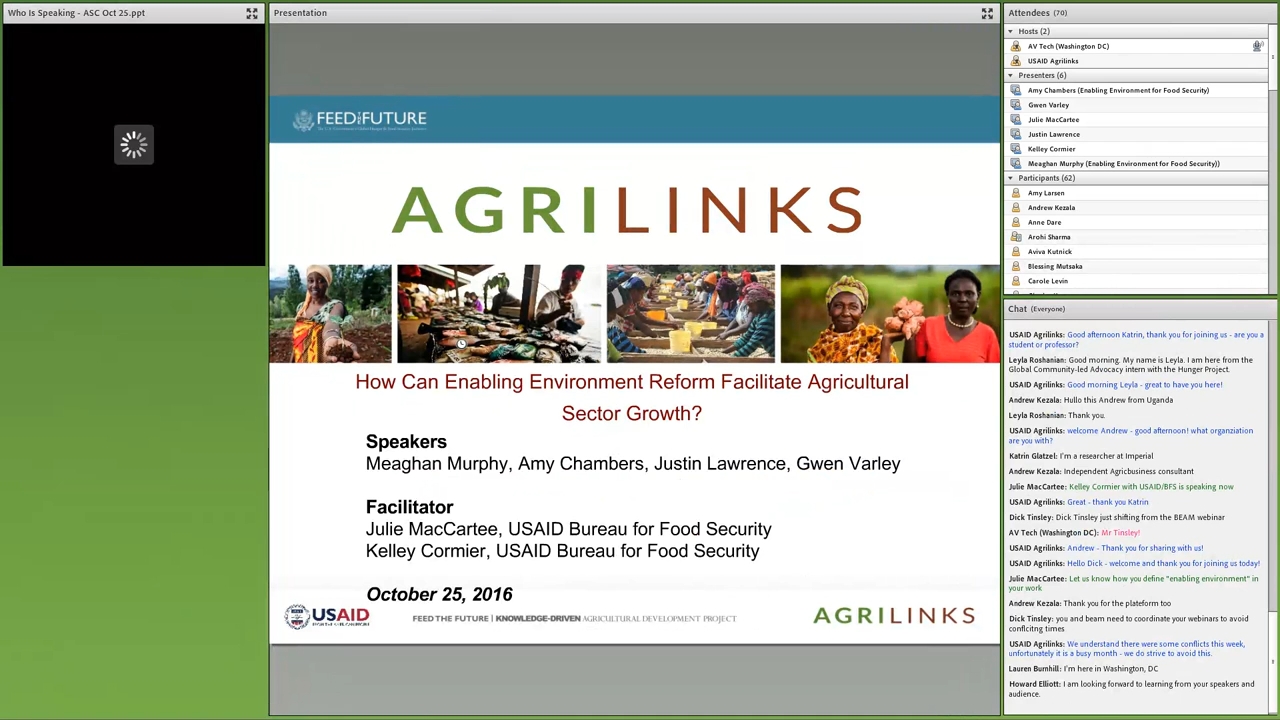 Who Is Speaking - ASC Oct 25.ppt
Presentation
FEED THE FUTURE
AGRILINKS
How Can Enabling Environment Reform Facilitate Agricultural
Sector Growth?
Speakers
Meaghan Murphy, Amy Chambers, Justin Lawrence, Gwen Varley
Facilitator
Julie MacCartee, USAID Bureau for Food Security
Kelley Cormier, USAID Bureau for Food Security
October 25, 2016
USAID
FEED THE FUTURE | KNOWLEDGE-DRIVEN AGRICULTURAL DEVELOPMENT PROJECT
AGRILINKS
Attendees (70)
Hosts (2)
AV Tech (Washington DC)
USAID Agrilinks
Presenters (6)
Amy Chambers (Enabling Environment for Food Security)
Gwen Varley
Julie MacCartee
Justin Lawrence
Kelley Cormier
Meaghan Murphy (Enabling Environment for Food Security))
Participants (62)
Amy Larsen
Andrew Kezala
Anne Dare
Arohi Sharma
Aviva Kutnick
Blessing Mutsaka
Carole Levin
Chat (Everyone)
USAID Agrilinks: Good afternoon Katrin, thank you for joining us - are you a
student or professor?
Leyla Roshanian: Good morning. My name is Leyla. I am here from the
Global Community-led Advocacy intern with the Hunger Project.
USAID Agrilinks: Good morning Leyla - great to have you here!
Andrew Kezala: Hullo this Andrew from Uganda
Leyla Roshanian: Thank you.
USAID Agrilinks: welcome Andrew - good afternoon! what organziation
are you with?
Katrin Glatzel: I'm a researcher at Imperial
Andrew Kezala: Independent Agricbusiness consultant
Julie MacCartee: Kelley Cormier with USAID/BFS is speaking now
USAID Agrilinks: Great - thank you Katrin
Dick Tinsley: Dick Tinsley just shifting from the BEAM webinar
AV Tech (Washington DC): Mr Tinsley!
USAID Agrilinks: Andrew - Thank you for sharing with us!
USAID Agrilinks: Hello Dick - welcome and thank you for joining us today!
Julie MacCartee: Let us know how you define "enabling environment" in
your work
Andrew Kezala: Thank you for the plateform too
Dick Tinsley: you and beam need to coordinate your webinars to avoid
conflcitng times
USAID Agrilinks: We understand there were some conflicts this week,
unfortunately it is a busy month - we do strive to avoid this.
Lauren Burnhill: I'm here in Washington, DC
Howard Elliott: I am looking forward to learning from your speakers and
audience.